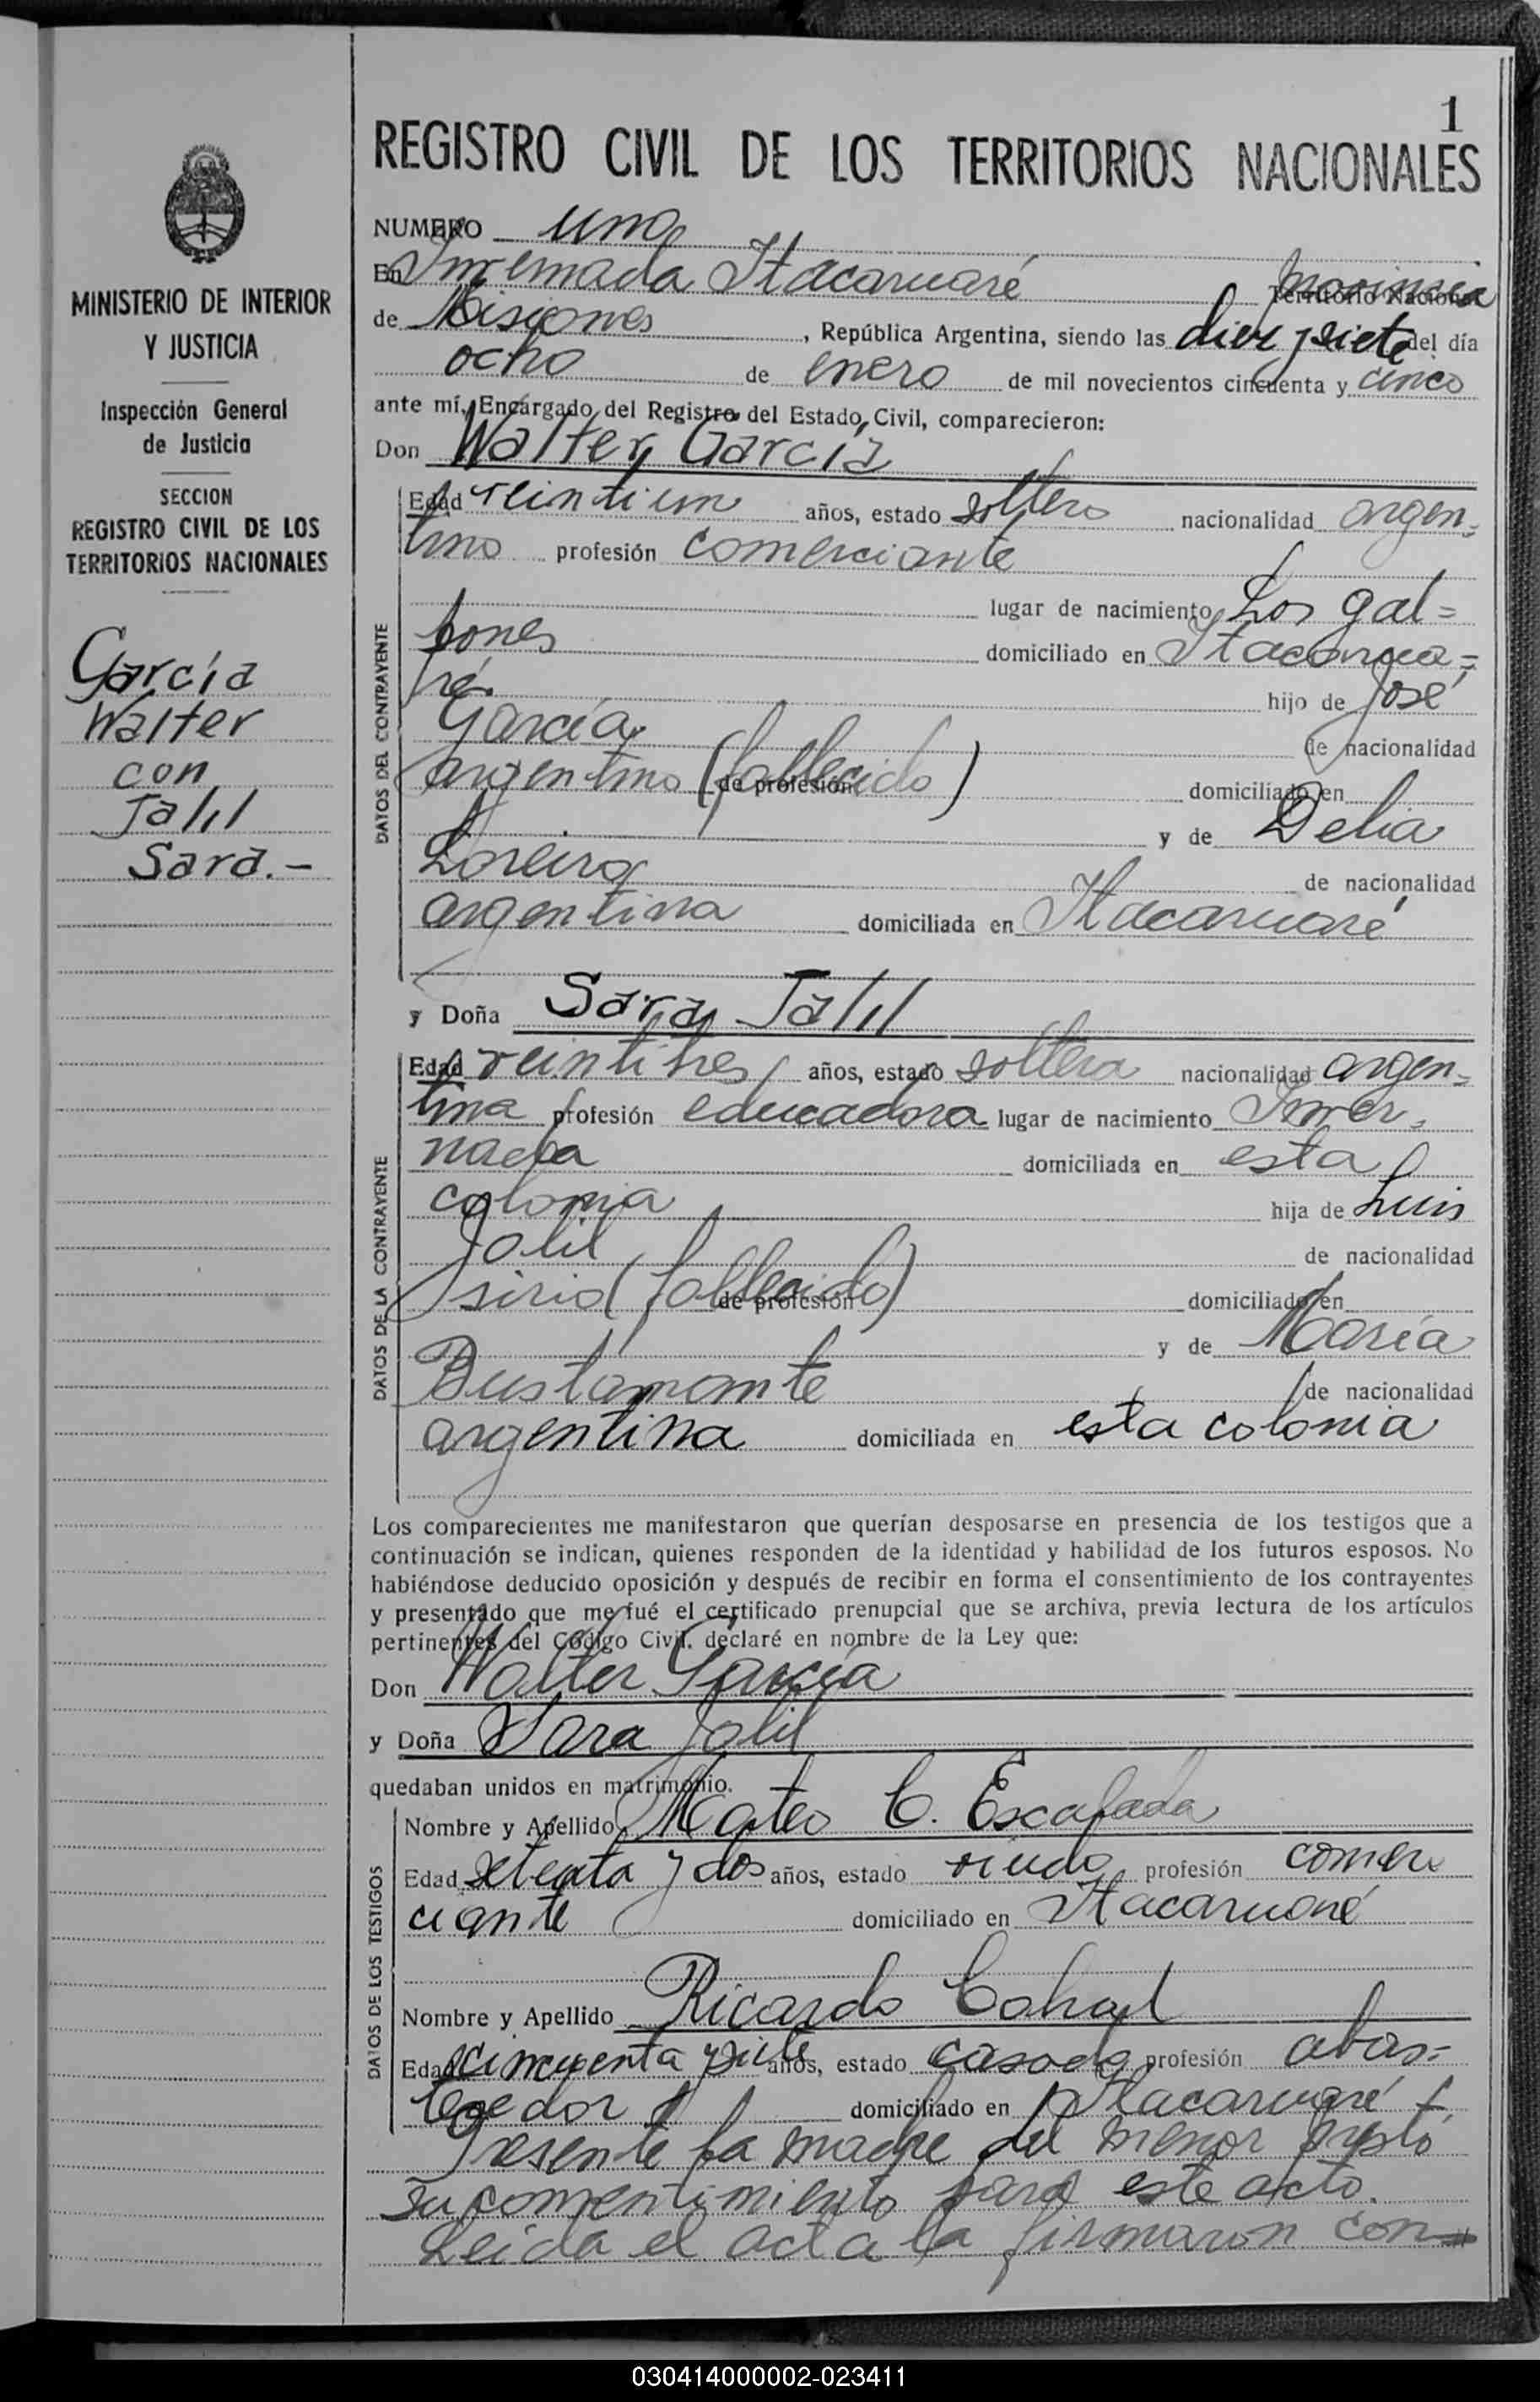 1
REGISTRO CIVIL DE LOS TERRITORIOS NACIONALES
MINISTERIO DE INTERIOR
Y JUSTICIA
Inspección General
de Justicia
SECCION
REGISTRO CIVIL DE LOS
TERRITORIOS NACIONALES
García
Walter
con
Jalil
Sara.-
NUMERO uno
En Invernada Itacaruaré Territorio Nacional provincia
de Misiones, República Argentina, siendo las diez y siete del día
ocho de enero de mil novecientos cincuenta y cinco
ante mí, Encargado del Registro del Estado Civil, comparecieron:
Don Walter García
DATOS DEL CONTRAYENTE
Edad veintiun años, estado soltero nacionalidad argen=
tino profesión comerciante
lugar de nacimiento Los gal=
pones domiciliado en Itacarua=
ré. hijo de José
García de nacionalidad
argentino (fallecido) de profesión domiciliado en
y de Delia
Loreiro de nacionalidad
argentina domiciliada en Itacaruaré
y Doña Sara Jalil
DATOS DE LA CONTRAYENTE
Edad veintitres años, estado soltera nacionalidad argen=
tina profesión educadora lugar de nacimiento Inver=
nada domiciliada en esta
colonia hija de Luis
Jalil de nacionalidad
sirio (fallecido) de profesión domiciliado en
y de María
Bustamante de nacionalidad
argentina domiciliada en esta colonia
Los comparecientes me manifestaron que querían desposarse en presencia de los testigos que a
continuación se indican, quienes responden de la identidad y habilidad de los futuros esposos. No
habiéndose deducido oposición y después de recibir en forma el consentimiento de los contrayentes
y presentado que me fué el certificado prenupcial que se archiva, previa lectura de los artículos
pertinentes del Código Civil, declaré en nombre de la Ley que:
Don Walter García
y Doña Sara Jalil
quedaban unidos en matrimonio.
DATOS DE LOS TESTIGOS
Nombre y Apellido Mateo C. Escalada
Edad setenta y dos años, estado viudo profesión comer
ciante domiciliado en Itacaruaré
Nombre y Apellido Ricardo
Edad cincuenta y siete años, estado casado profesión abas=
tecedor domiciliado en Itacaruaré
Presente la madre del menor prestó
su consentimiento para este acto.
Leida el acta la firmaron con
030414000002-023411